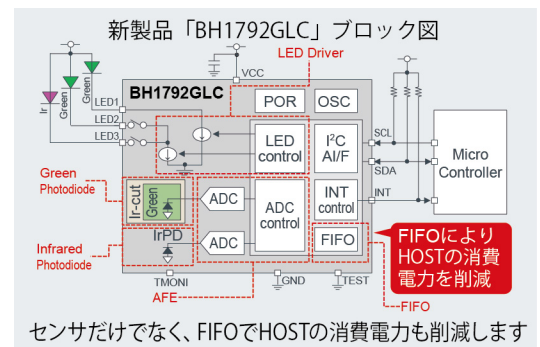 新製品「BH1792GLC」ブロック図
LED Driver
VCC
BH1792GLC
POR
OSC
Ir
Green
Green
LED1
LED2
LED3
LED
control
I²C
AI/F
SCL
SDA
Micro
Controller
INT
control
INT
Green
Photodiode
Ir-cut
Green
ADC
ADC
control
FIFO
Infrared
Photodiode
IrPD
ADC
FIFOにより
HOSTの消費
電力を削減
TMONI
GND
TEST
AFE
FIFO
センサだけでなく、FIFOでHOSTの消費電力も削減します